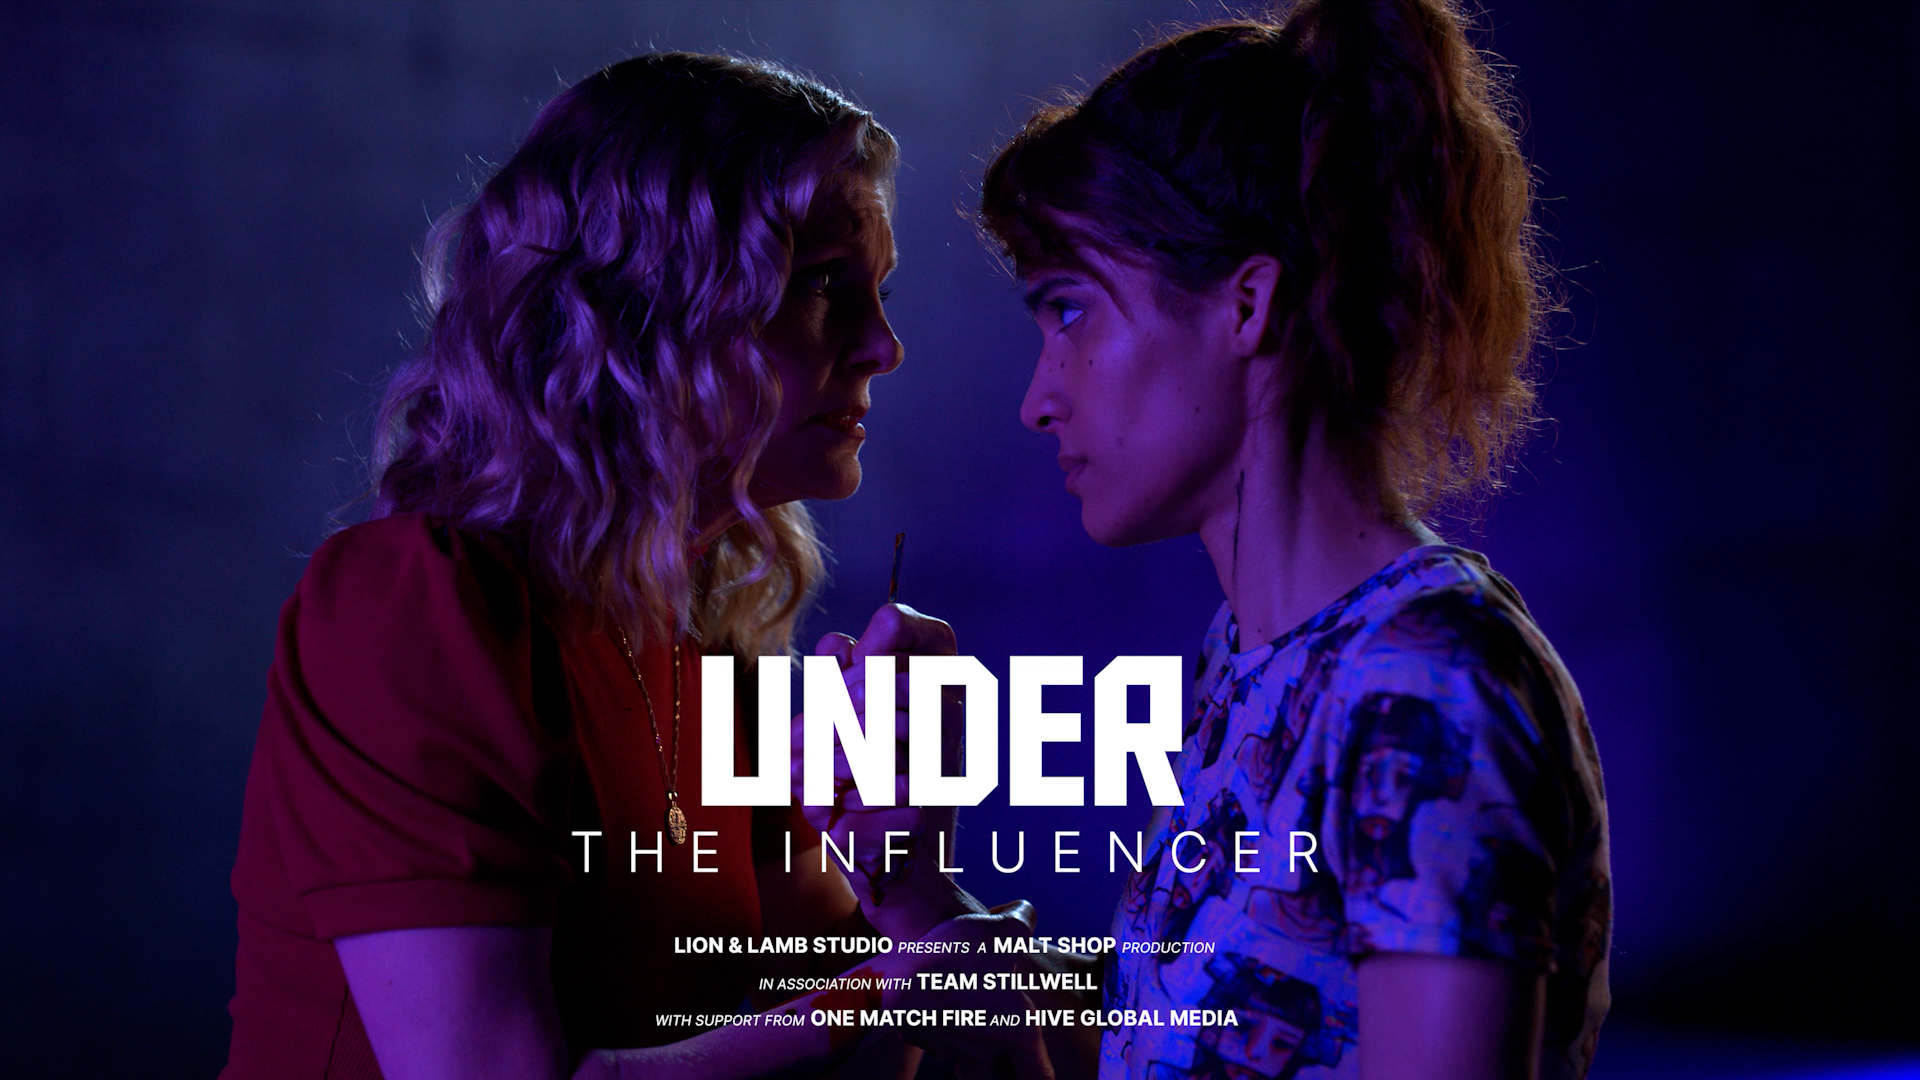 UNDER
THE INFLUENCER
LION & LAMB STUDIO PRESENTS A MALT SHOP PRODUCTION
IN ASSOCIATION WITH TEAM STILLWELL
WITH SUPPORT FROM ONE MATCH FIRE AND HIVE GLOBAL MEDIA